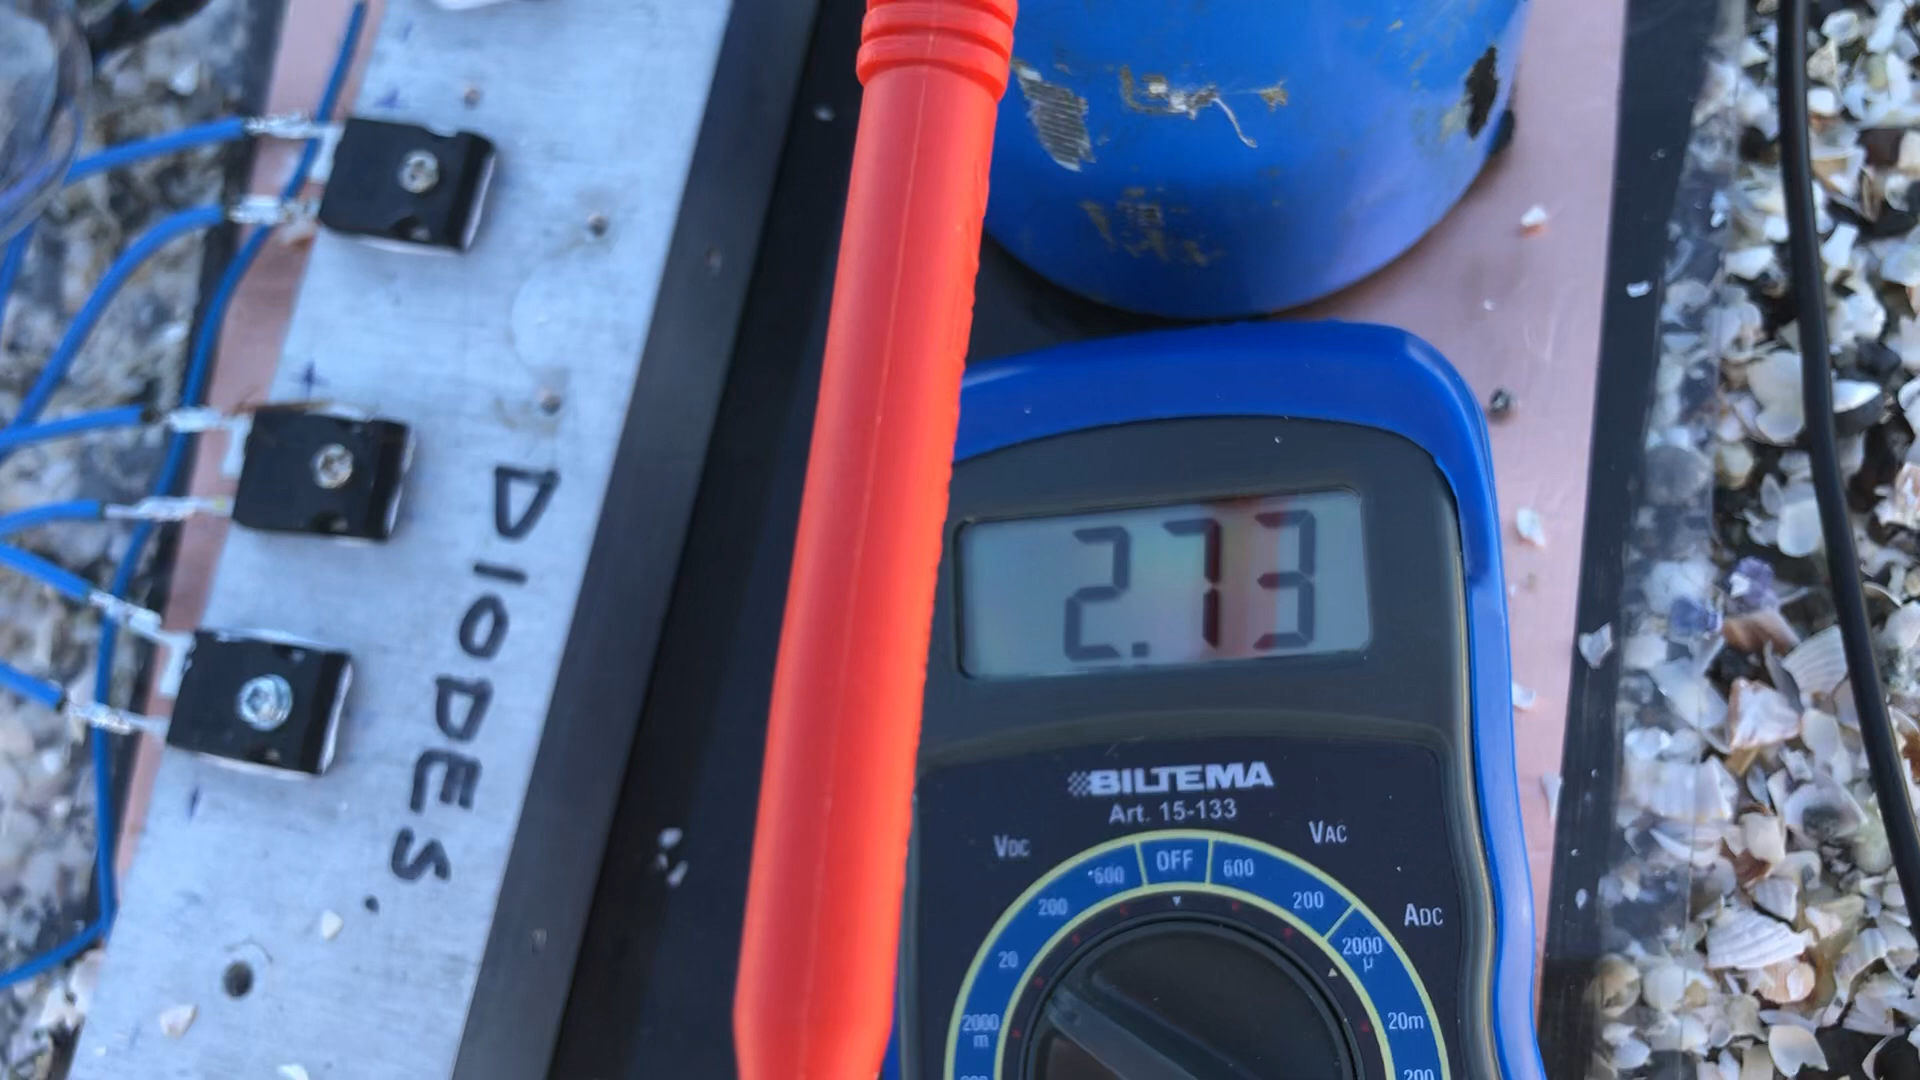 DIODES.
2.73
BILTEMA
Art. 15-133
VDC
VAC
600
OFF
600
200
200
ADC
20
2000
μ
2000
m
20m
200